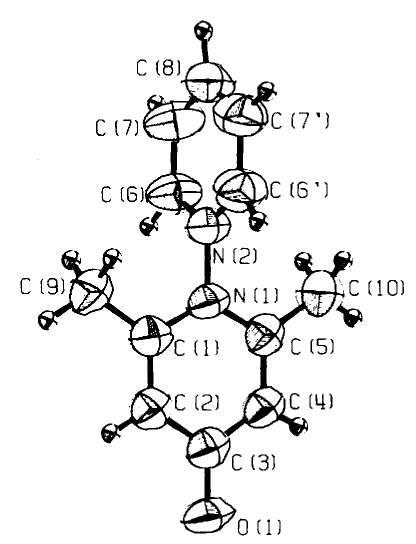 C(8)
C(7) C(7')
C(6) C(6')
N(2)
C(9) N(1) C(10)
C(1) C(5)
C(2) C(4)
C(3)
O(1)